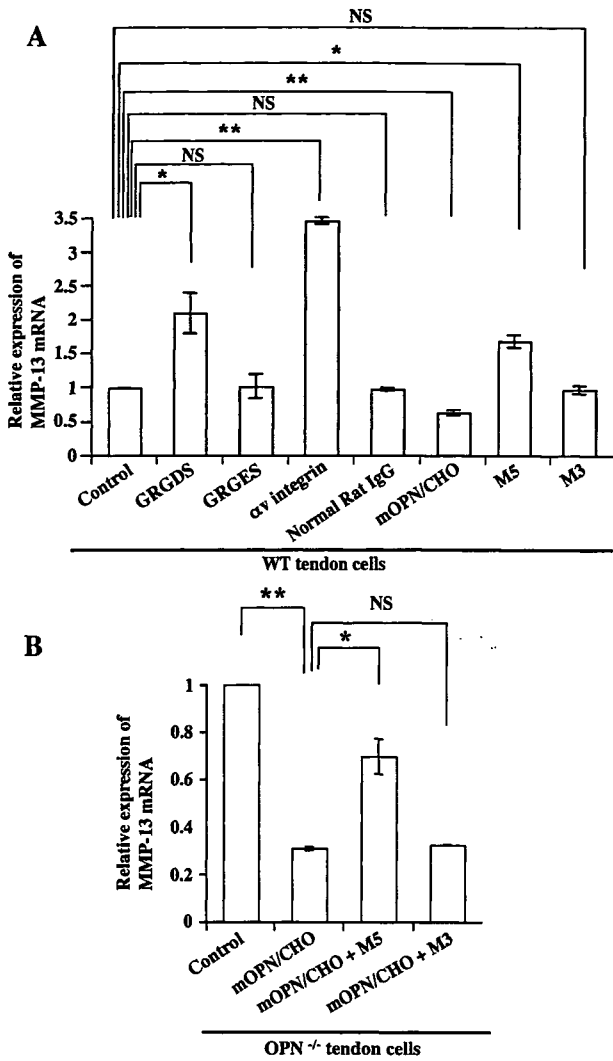 A
NS
*
**
NS
**
NS
*
Relative expression of
MMP-13 mRNA
3.5
3
2.5
2
1.5
1
0.5
0
Control
GRGDS
GRGES
αv integrin
Normal Rat IgG
mOPN/CHO
M5
M3
WT tendon cells
B
**
NS
*
Relative expression of
MMP-13 mRNA
1
0.8
0.6
0.4
0.2
0
Control
mOPN/CHO
mOPN/CHO + M5
mOPN/CHO + M3
OPN -/- tendon cells